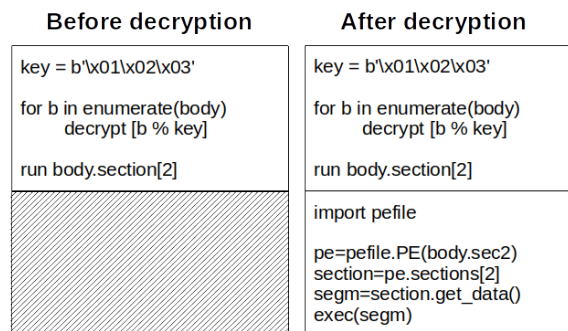 Before decryption
key = b'\x01\x02\x03'
for b in enumerate(body)
decrypt [b % key]
run body.section[2]
After decryption
key = b'\x01\x02\x03'
for b in enumerate(body)
decrypt [b % key]
run body.section[2]
import pefile
pe=pefile.PE(body.sec2)
section=pe.sections[2]
segm=section.get_data()
exec(segm)